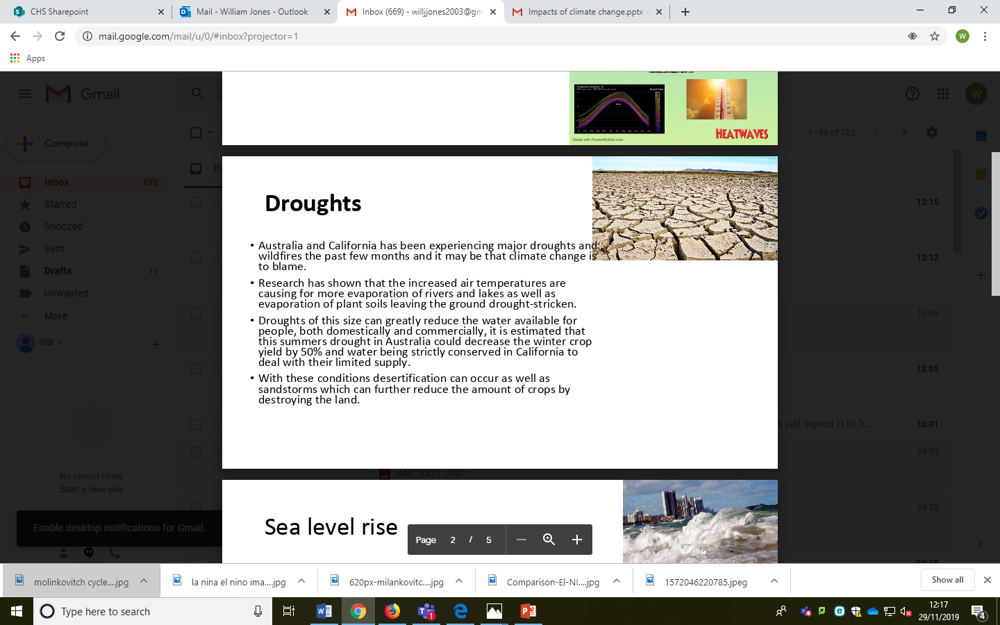 CHS Sharepoint
Mail - William Jones - Outlook
Inbox (669) - willjjones2003@gm
Impacts of climate change.pptx -
mail.google.com/mail/u/0/#inbox?projector=1
W
Apps
Gmail
S
W
Compose
1–50 of 782
Inbox 670
Starred
Snoozed
Sent
Drafts 11
Unwanted
More
Will
No recent chats
Start a new one
Enable desktop notifications for Gmail.
Pr
12:15
12:12
12:06
12:05
s just signed in to fr... 10:01
09:59
IMG_0421.JPG
09:58
08:10
HEATWAVES
Made with PosterMyWall.com
Droughts
• Australia and California has been experiencing major droughts and
wildfires the past few months and it may be that climate change is
to blame.
• Research has shown that the increased air temperatures are
causing for more evaporation of rivers and lakes as well as
evaporation of plant soils leaving the ground drought-stricken.
• Droughts of this size can greatly reduce the water available for
people, both domestically and commercially, it is estimated that
this summers drought in Australia could decrease the winter crop
yield by 50% and water being strictly conserved in California to
deal with their limited supply.
• With these conditions desertification can occur as well as
sandstorms which can further reduce the amount of crops by
destroying the land.
Sea level rise
Page 2 / 5
molinkovitch cycle....jpg
la nina el nino ima....jpg
620px-milankovitc....jpg
Comparison-El-NI....jpg
1572046220785.jpeg
Show all
Type here to search
1
12:17
29/11/2019
4